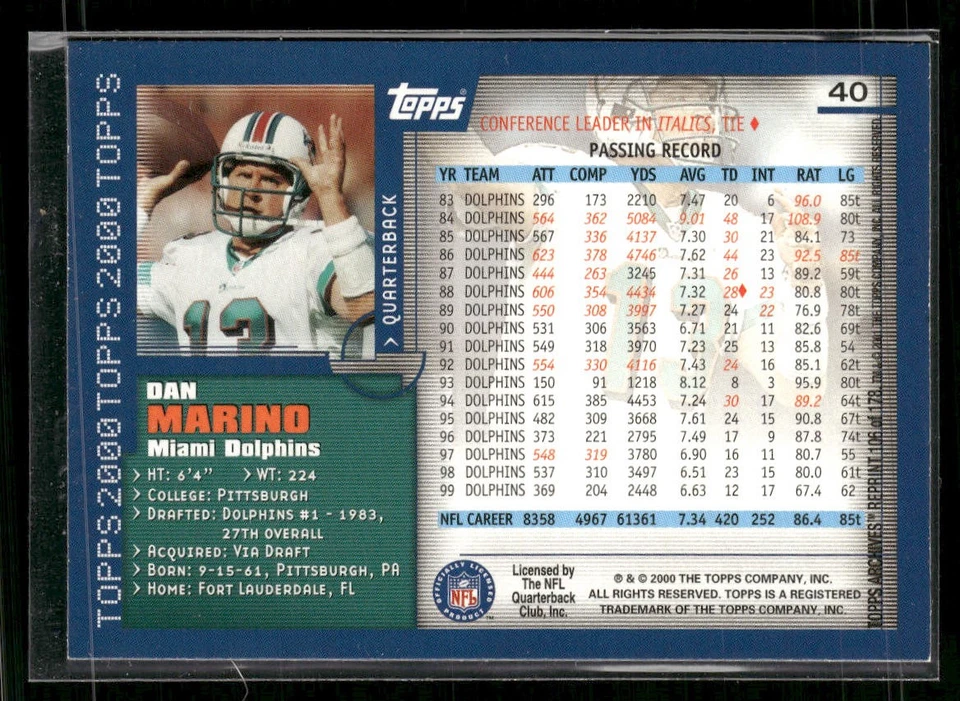 TOPPS 2000 TOPPS 2000 TOPPS 2000 TOPPS
Riddell
13
> QUARTERBACK
Topps
40
CONFERENCE LEADER IN ITALICS, TIE ♦
PASSING RECORD
YR TEAM ATT COMP YDS AVG TD INT RAT LG
83 DOLPHINS 296 173 2210 7.47 20 6 96.0 85t
84 DOLPHINS 564 362 5084 9.01 48 17 108.9 80t
85 DOLPHINS 567 336 4137 7.30 30 21 84.1 73
86 DOLPHINS 623 378 4746 7.62 44 23 92.5 85t
87 DOLPHINS 444 263 3245 7.31 26 13 89.2 59t
88 DOLPHINS 606 354 4434 7.32 28♦ 23 80.8 80t
89 DOLPHINS 550 308 3997 7.27 24 22 76.9 78t
90 DOLPHINS 531 306 3563 6.71 21 11 82.6 69t
91 DOLPHINS 549 318 3970 7.23 25 13 85.8 54
92 DOLPHINS 554 330 4116 7.43 24 16 85.1 62t
93 DOLPHINS 150 91 1218 8.12 8 3 95.9 80t
94 DOLPHINS 615 385 4453 7.24 30 17 89.2 64t
95 DOLPHINS 482 309 3668 7.61 24 15 90.8 67t
96 DOLPHINS 373 221 2795 7.49 17 9 87.8 74t
97 DOLPHINS 548 319 3780 6.90 16 11 80.7 55
98 DOLPHINS 537 310 3497 6.51 23 15 80.0 61t
99 DOLPHINS 369 204 2448 6.63 12 17 67.4 62
NFL CAREER 8358 4967 61361 7.34 420 252 86.4 85t
DAN
MARINO
Miami Dolphins
> HT: 6'4" > WT: 224
> COLLEGE: PITTSBURGH
> DRAFTED: DOLPHINS #1 - 1983,
27TH OVERALL
> ACQUIRED: VIA DRAFT
> BORN: 9-15-61, PITTSBURGH, PA
> HOME: FORT LAUDERDALE, FL
OFFICIALLY LICENSED
NFL
PRODUCT
TM
Licensed by
The NFL
Quarterback
Club, Inc.
® & © 2000 THE TOPPS COMPANY, INC.
ALL RIGHTS RESERVED. TOPPS IS A REGISTERED
TRADEMARK OF THE TOPPS COMPANY, INC.
TOPPS ARCHIVES™ REPRINT 106 OF 178